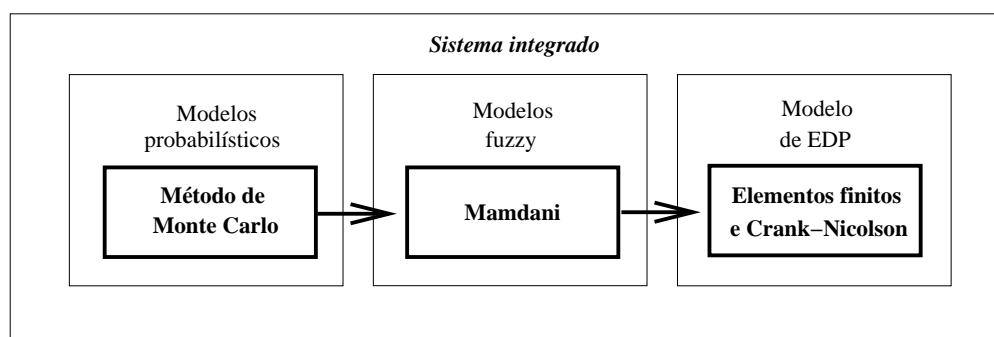 Sistema integrado
Modelos
probabilísticos
Método de
Monte Carlo
Modelos
fuzzy
Mamdani
Modelo
de EDP
Elementos finitos
e Crank−Nicolson